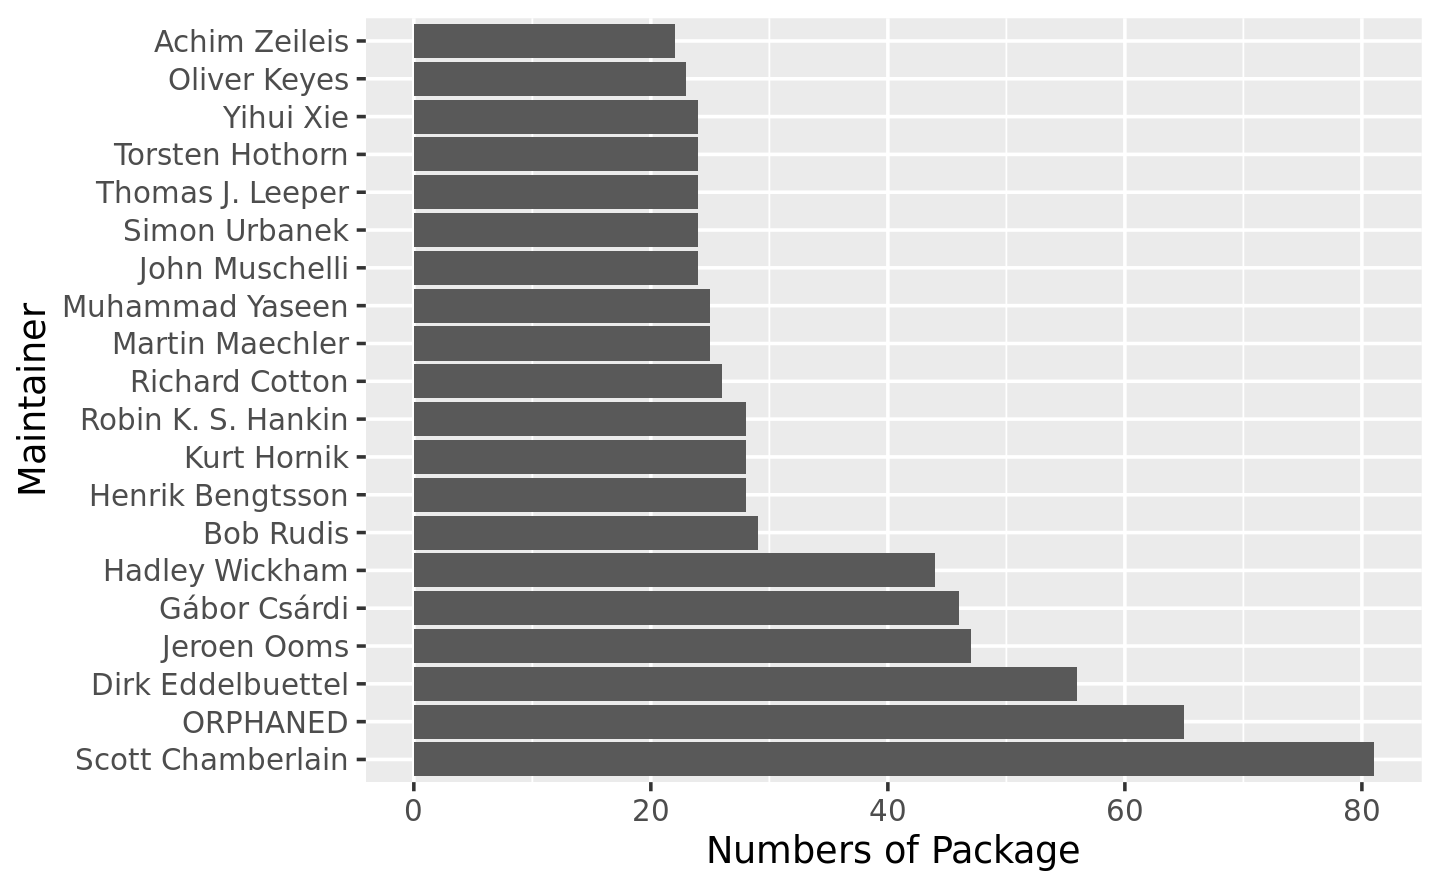 Achim Zeileis
Oliver Keyes
Yihui Xie
Torsten Hothorn
Thomas J. Leeper
Simon Urbanek
John Muschelli
Muhammad Yaseen
Martin Maechler
Richard Cotton
Robin K. S. Hankin
Kurt Hornik
Henrik Bengtsson
Bob Rudis
Hadley Wickham
Gábor Csárdi
Jeroen Ooms
Dirk Eddelbuettel
ORPHANED
Scott Chamberlain
Maintainer
0 20 40 60 80
Numbers of Package